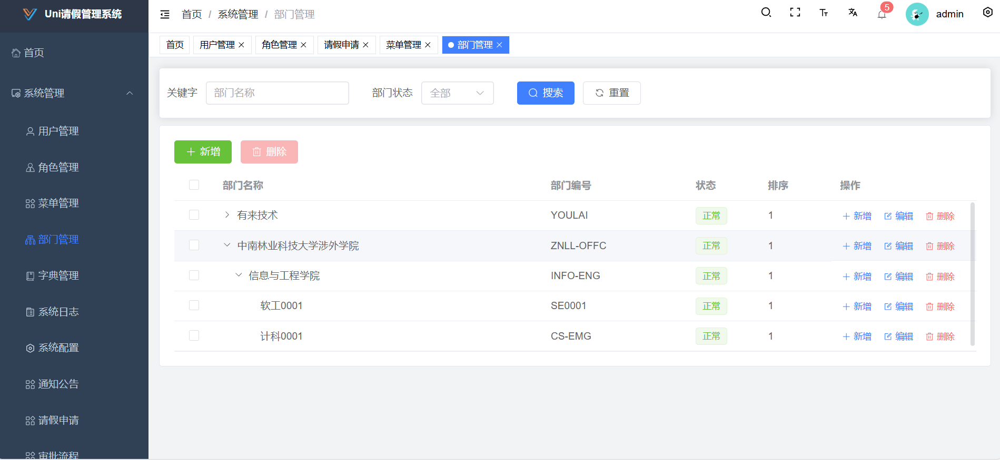 Uni请假管理系统
首页
系统管理
用户管理
角色管理
菜单管理
部门管理
字典管理
系统日志
系统配置
通知公告
请假申请
审批流程
首页 / 系统管理 / 部门管理
5
admin
首页 用户管理 角色管理 请假申请 菜单管理 部门管理
关键字 部门名称 部门状态 全部 搜索 重置
新增 删除
部门名称 部门编号 状态 排序 操作
有来技术 YOULAI 正常 1 新增 编辑 删除
中南林业科技大学涉外学院 ZNLL-OFFC 正常 1 新增 编辑 删除
信息与工程学院 INFO-ENG 正常 1 新增 编辑 删除
软工0001 SE0001 正常 1 新增 编辑 删除
计科0001 CS-EMG 正常 1 新增 编辑 删除